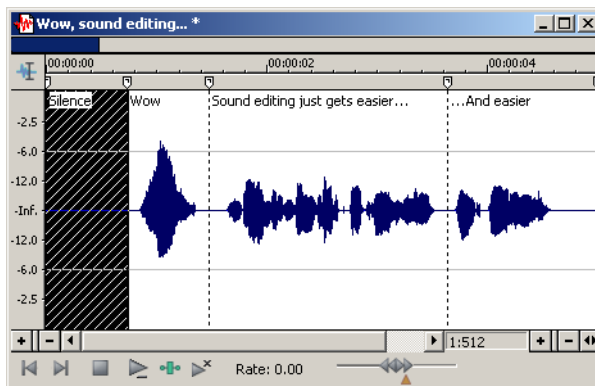 Wow, sound editing... *
00:00:00 00:00:02 00:00:04
Silence Wow Sound editing just gets easier... ...And easier
-2.5
-6.0
-12.0
-Inf.
-12.0
-6.0
-2.5
1:512
Rate: 0.00